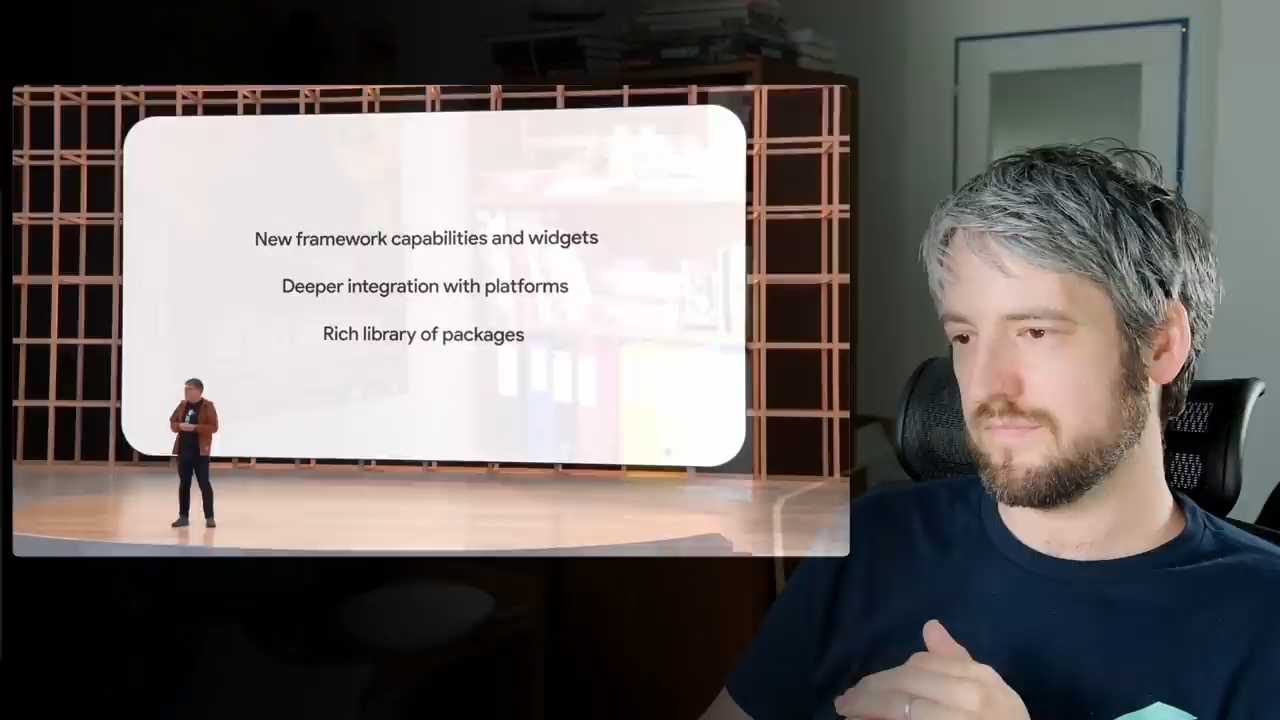 New framework capabilities and widgets
Deeper integration with platforms
Rich library of packages